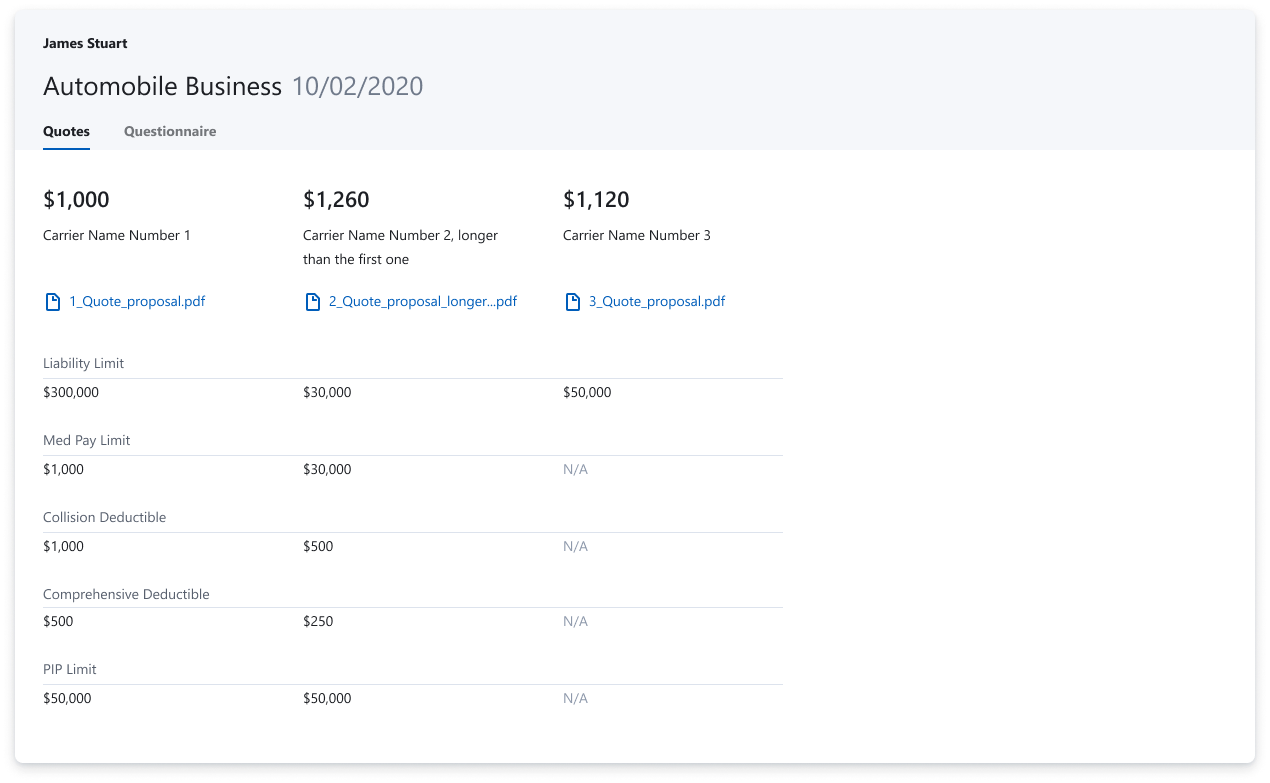 James Stuart
Automobile Business 10/02/2020
Quotes Questionnaire
$1,000 $1,260 $1,120
Carrier Name Number 1 Carrier Name Number 2, longer Carrier Name Number 3
than the first one
1_Quote_proposal.pdf 2_Quote_proposal_longer...pdf 3_Quote_proposal.pdf
Liability Limit
$300,000 $30,000 $50,000
Med Pay Limit
$1,000 $30,000 N/A
Collision Deductible
$1,000 $500 N/A
Comprehensive Deductible
$500 $250 N/A
PIP Limit
$50,000 $50,000 N/A